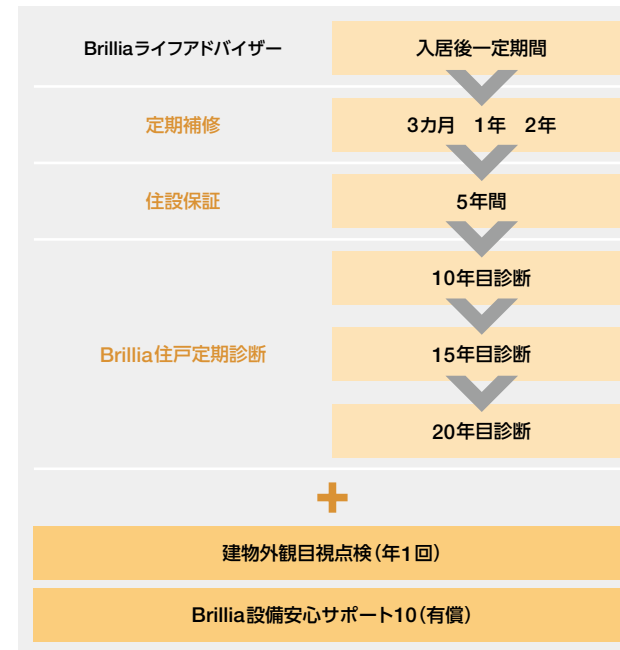 Brilliaライフアドバイザー
入居後一定期間
定期補修
3カ月 1年 2年
住設保証
5年間
10年目診断
Brillia住戸定期診断
15年目診断
20年目診断
+
建物外観目視点検(年1回)
Brillia設備安心サポート10(有償)